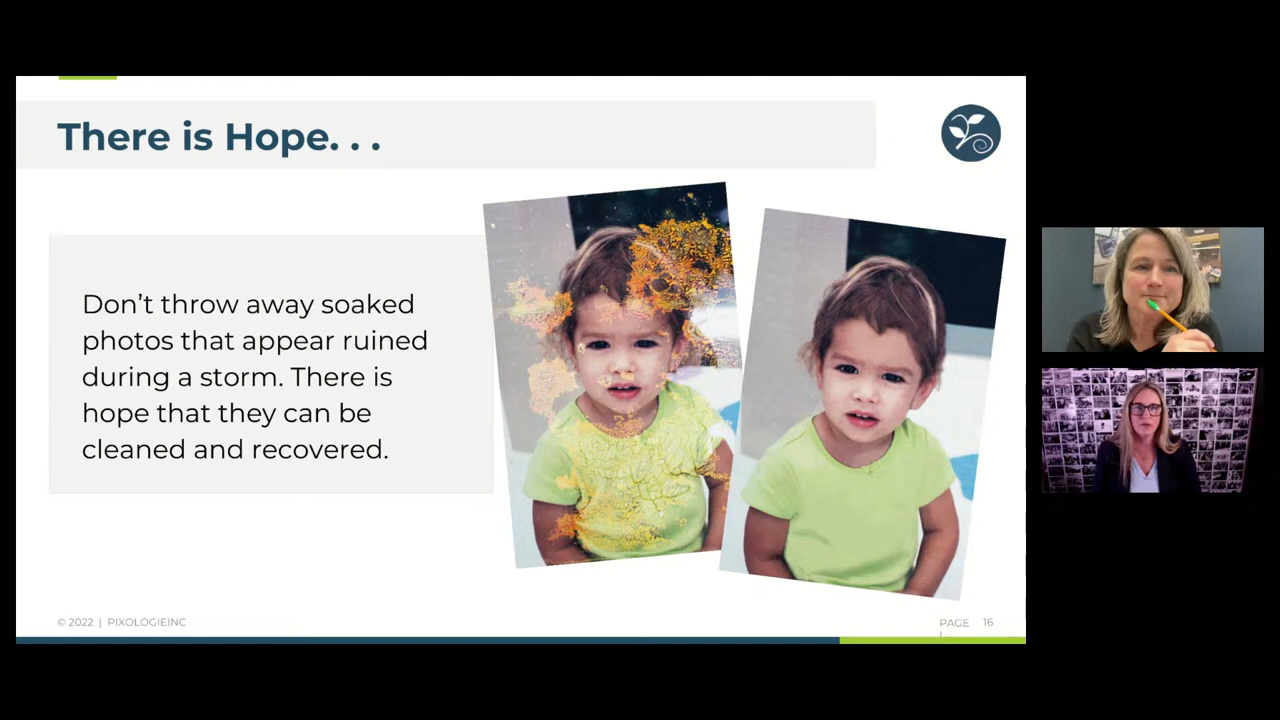 There is Hope. . .
Don’t throw away soaked
photos that appear ruined
during a storm. There is
hope that they can be
cleaned and recovered.
© 2022 | PIXOLOGIEINC
PAGE 16
|